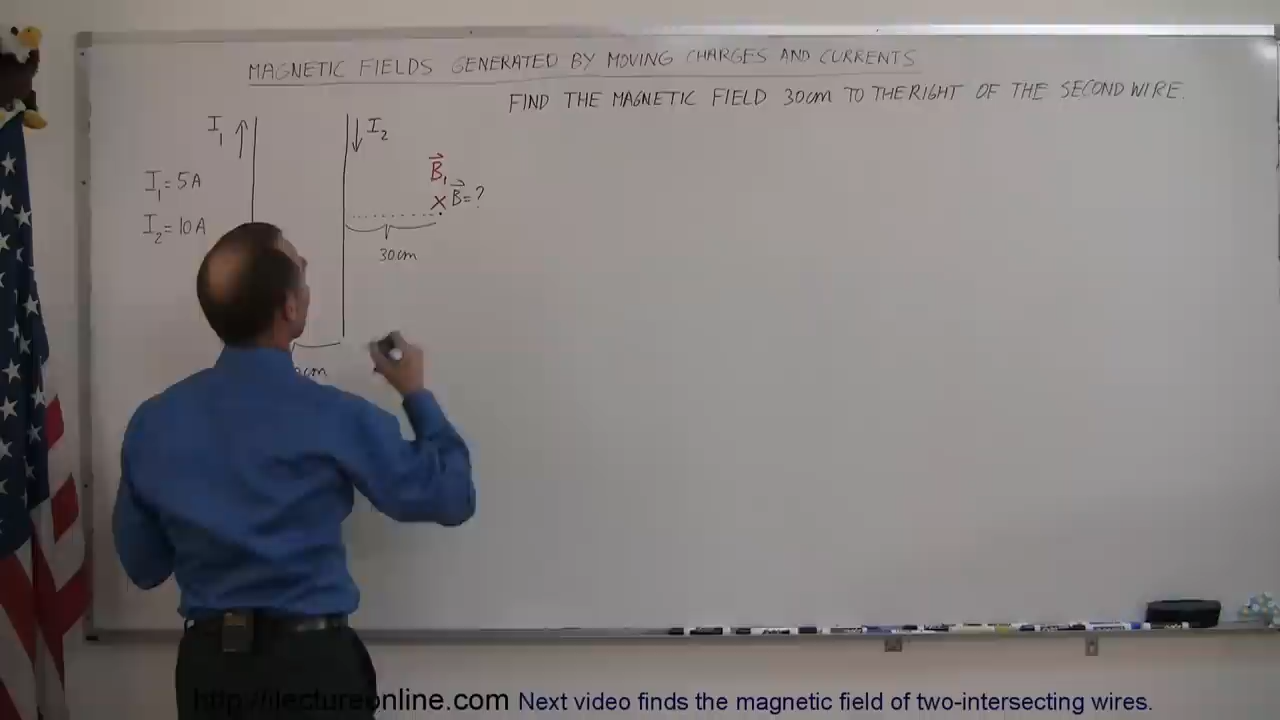 MAGNETIC FIELDS GENERATED BY MOVING CHARGES AND CURRENTS
FIND THE MAGNETIC FIELD 30cm TO THE RIGHT OF THE SECOND WIRE.
I₁ ↑
↓ I₂
I₁ = 5A
I₂ = 10A
B⃗₁
× B⃗ = ?
30cm
cm
http://ilectureonline.com Next video finds the magnetic field of two-intersecting wires.